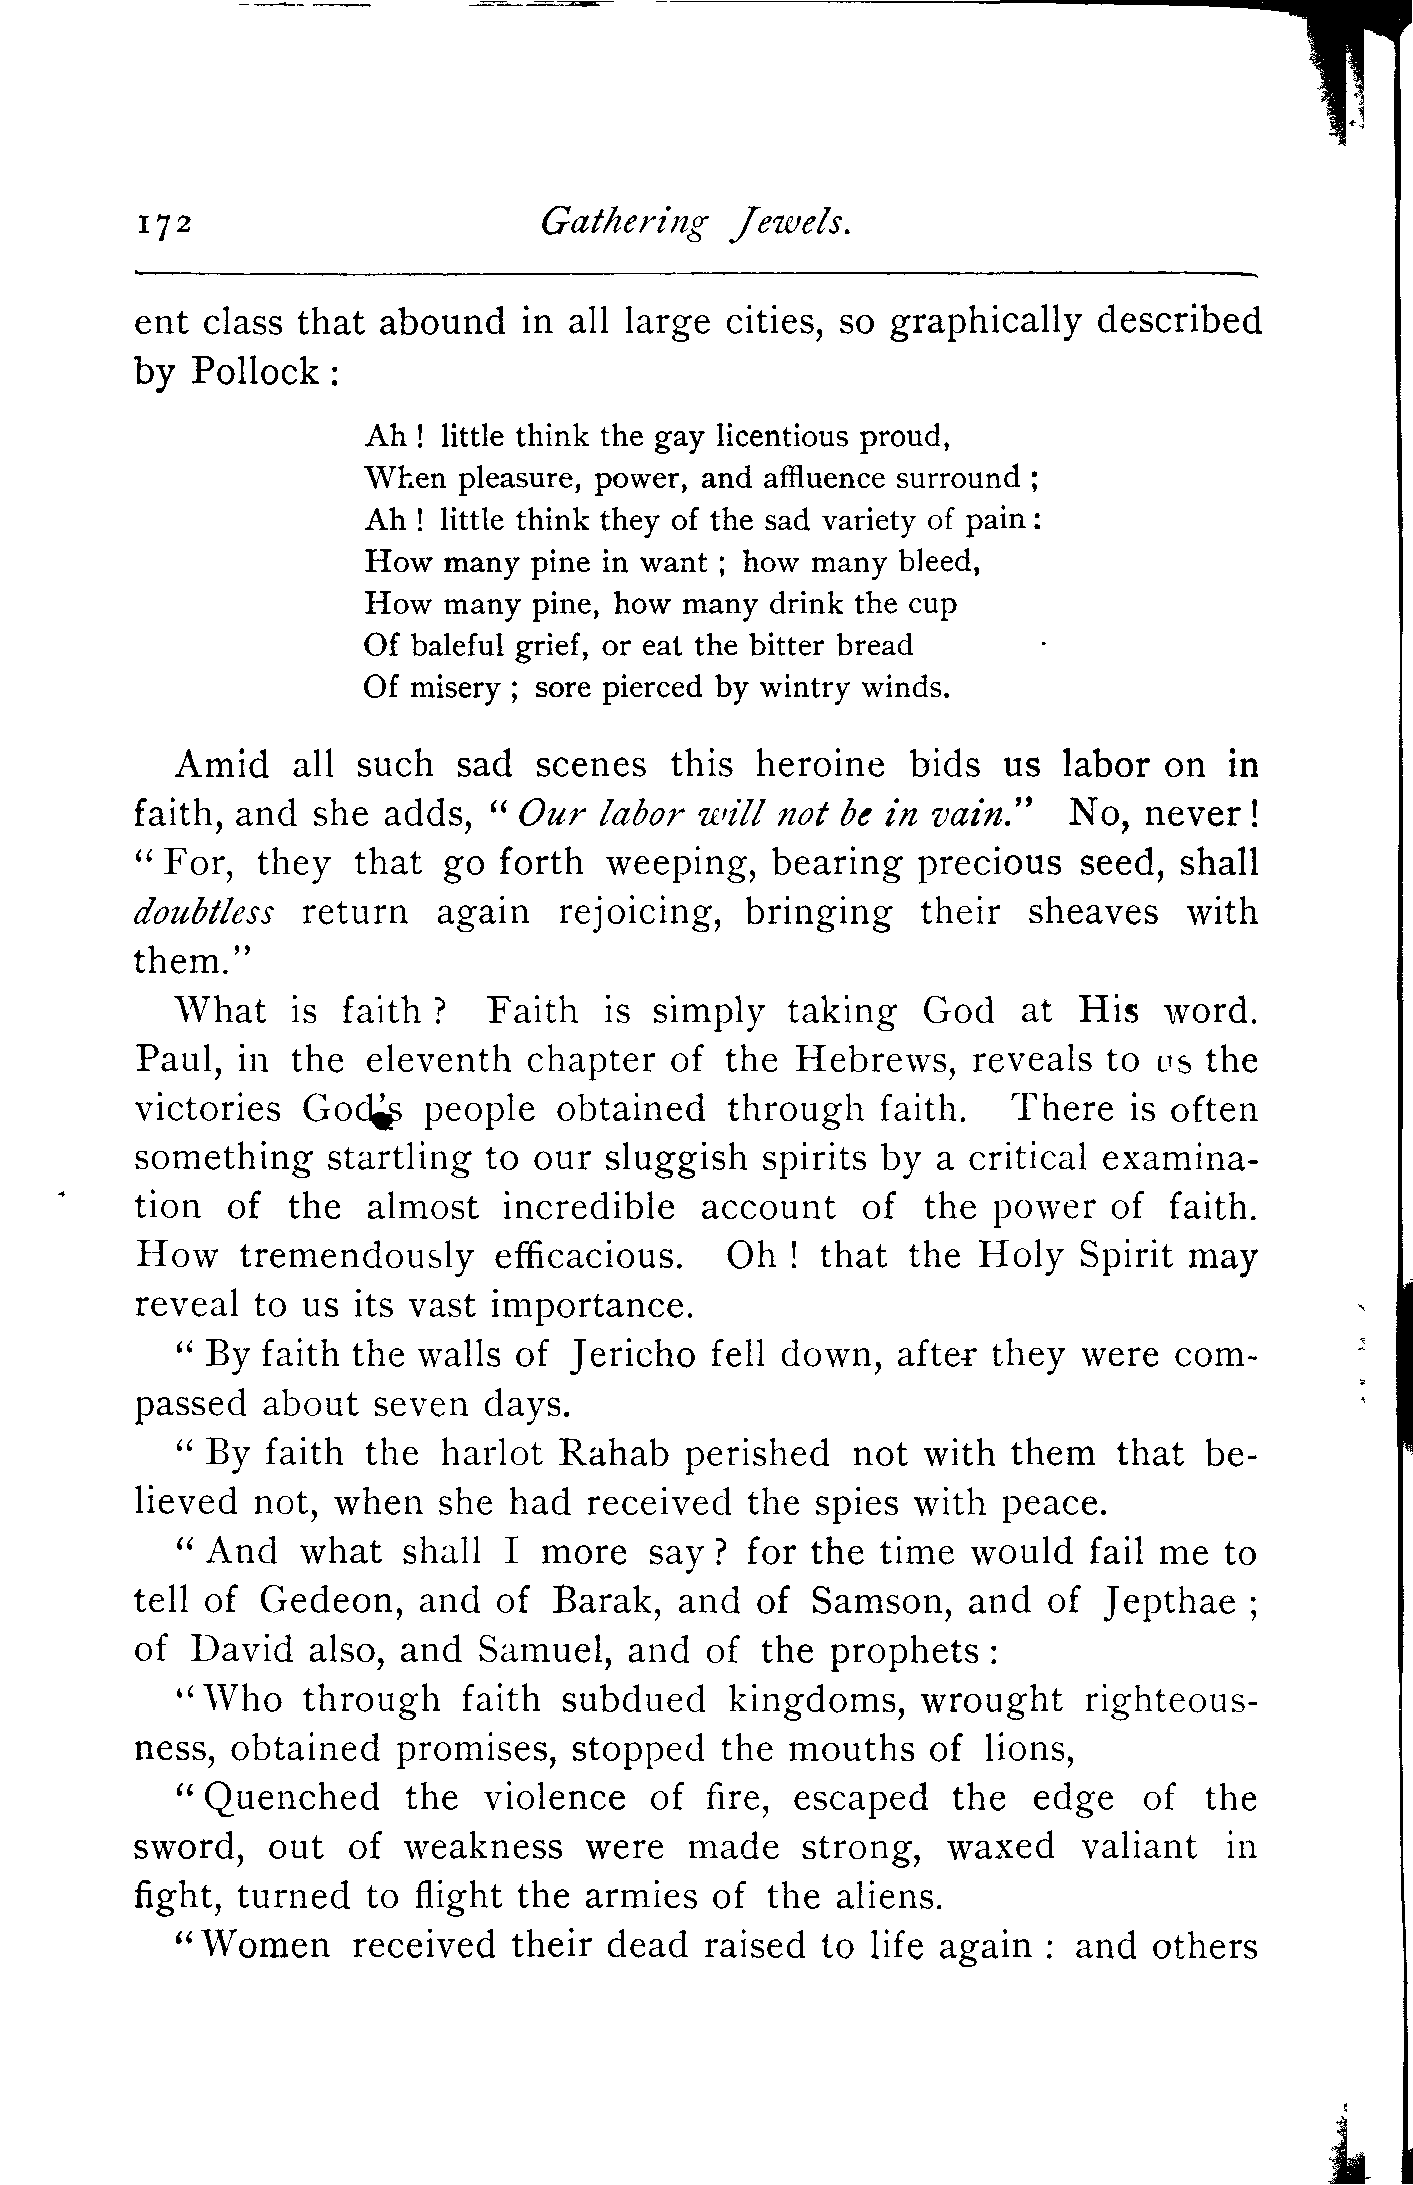 172 Gathering Jewels.
ent class that abound in all large cities, so graphically described
by Pollock :
Ah ! little think the gay licentious proud,
When pleasure, power, and affluence surround ;
Ah ! little think they of the sad variety of pain :
How many pine in want ; how many bleed,
How many pine, how many drink the cup
Of baleful grief, or eat the bitter bread
Of misery ; sore pierced by wintry winds.
Amid all such sad scenes this heroine bids us labor on in
faith, and she adds, " Our labor will not be in vain." No, never !
" For, they that go forth weeping, bearing precious seed, shall
doubtless return again rejoicing, bringing their sheaves with
them."
What is faith ? Faith is simply taking God at His word.
Paul, in the eleventh chapter of the Hebrews, reveals to us the
victories God's people obtained through faith. There is often
something startling to our sluggish spirits by a critical examina-
tion of the almost incredible account of the power of faith.
How tremendously efficacious. Oh ! that the Holy Spirit may
reveal to us its vast importance.
" By faith the walls of Jericho fell down, after they were com-
passed about seven days.
" By faith the harlot Rahab perished not with them that be-
lieved not, when she had received the spies with peace.
" And what shall I more say ? for the time would fail me to
tell of Gedeon, and of Barak, and of Samson, and of Jepthae ;
of David also, and Samuel, and of the prophets :
" Who through faith subdued kingdoms, wrought righteous-
ness, obtained promises, stopped the mouths of lions,
" Quenched the violence of fire, escaped the edge of the
sword, out of weakness were made strong, waxed valiant in
fight, turned to flight the armies of the aliens.
" Women received their dead raised to life again : and others